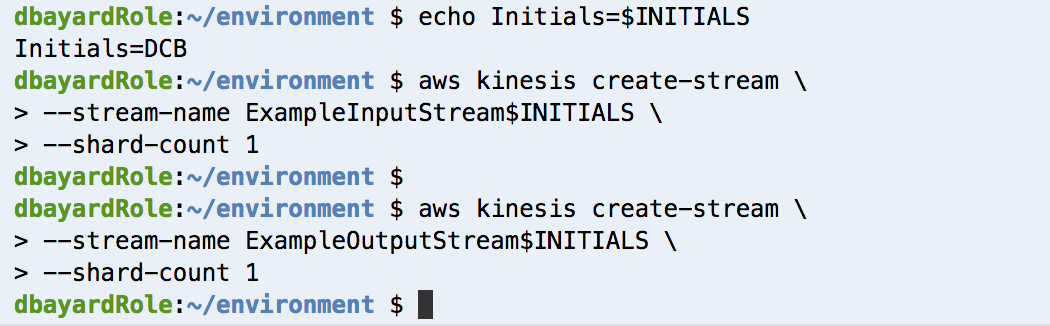 dbayardRole:~/environment $ echo Initials=$INITIALS
Initials=DCB
dbayardRole:~/environment $ aws kinesis create-stream \
> --stream-name ExampleInputStream$INITIALS \
> --shard-count 1
dbayardRole:~/environment $
dbayardRole:~/environment $ aws kinesis create-stream \
> --stream-name ExampleOutputStream$INITIALS \
> --shard-count 1
dbayardRole:~/environment $